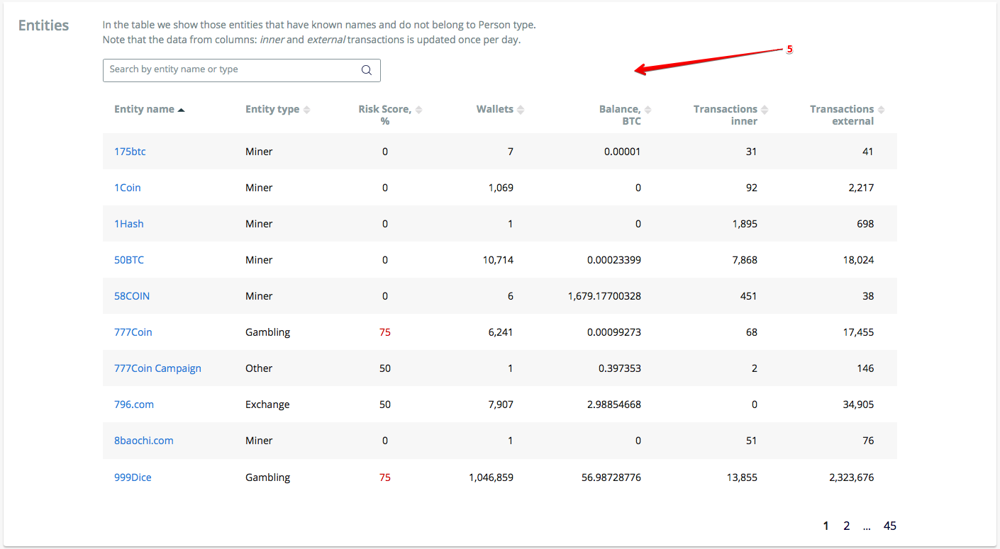 Entities
In the table we show those entities that have known names and do not belong to Person type.
Note that the data from columns: inner and external transactions is updated once per day.
5
Search by entity name or type
Entity name Entity type Risk Score, % Wallets Balance, BTC Transactions inner Transactions external
175btc Miner 0 7 0.00001 31 41
1Coin Miner 0 1,069 0 92 2,217
1Hash Miner 0 1 0 1,895 698
50BTC Miner 0 10,714 0.00023399 7,868 18,024
58COIN Miner 0 6 1,679.17700328 451 38
777Coin Gambling 75 6,241 0.00099273 68 17,455
777Coin Campaign Other 50 1 0.397353 2 146
796.com Exchange 50 7,907 2.98854668 0 34,905
8baochi.com Miner 0 1 0 51 76
999Dice Gambling 75 1,046,859 56.98728776 13,855 2,323,676
1 2 ... 45